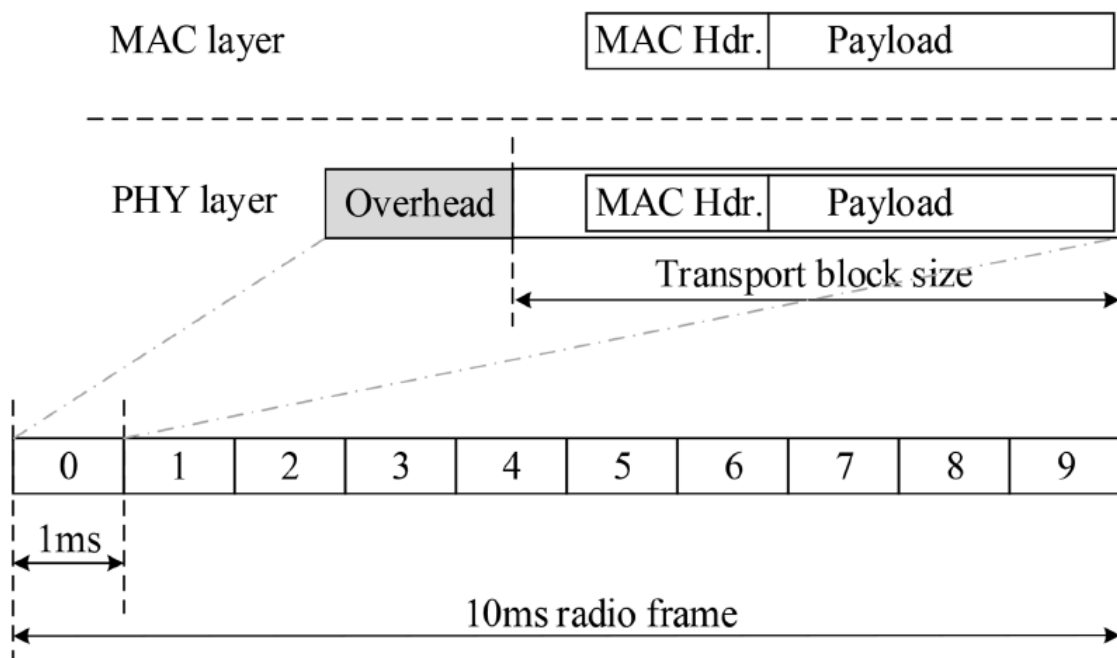 MAC layer
MAC Hdr. Payload
PHY layer
Overhead
MAC Hdr. Payload
Transport block size
0 1 2 3 4 5 6 7 8 9
1ms
10ms radio frame